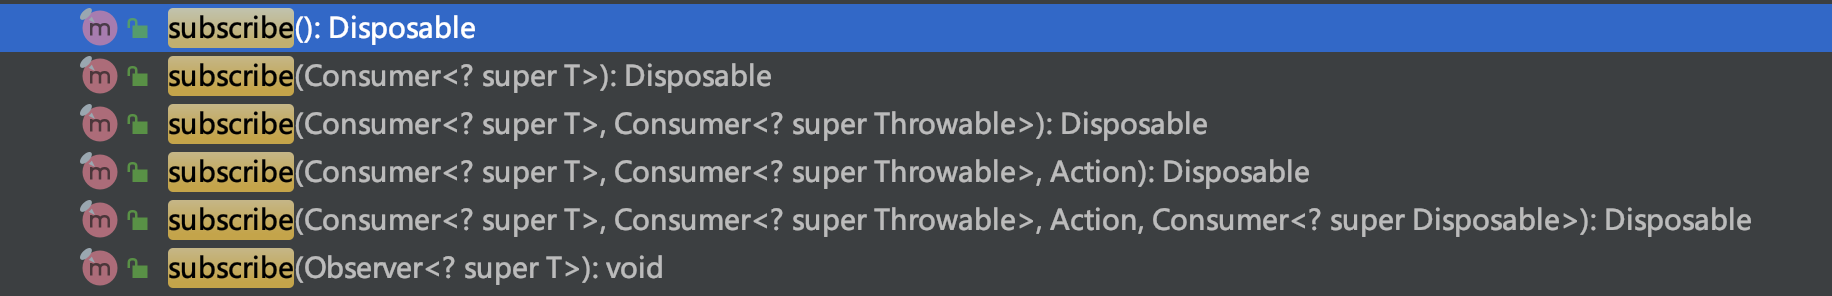 subscribe(): Disposable
subscribe(Consumer<? super T>): Disposable
subscribe(Consumer<? super T>, Consumer<? super Throwable>): Disposable
subscribe(Consumer<? super T>, Consumer<? super Throwable>, Action): Disposable
subscribe(Consumer<? super T>, Consumer<? super Throwable>, Action, Consumer<? super Disposable>): Disposable
subscribe(Observer<? super T>): void